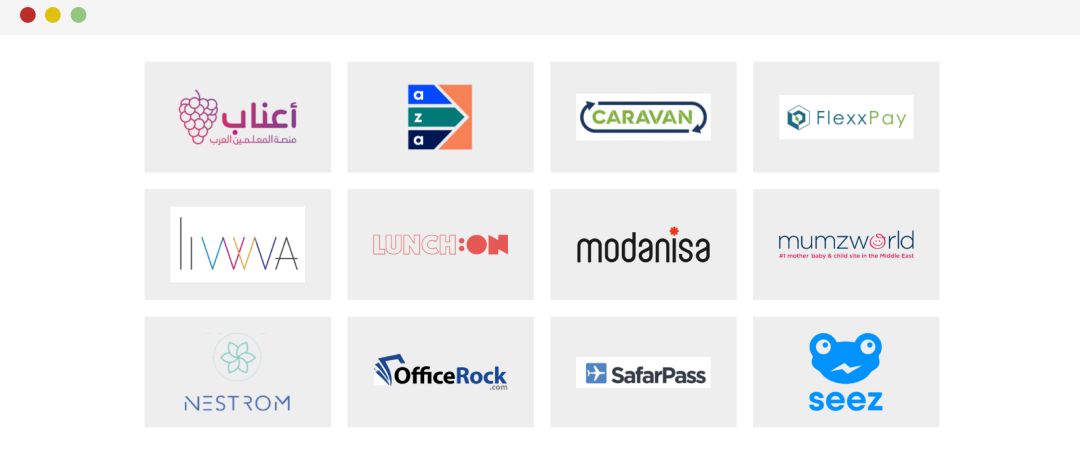 أعناب
منصة المعلمين العرب
a
z
a
CARAVAN
FlexxPay
liwwa
LUNCH:ON
modanisa
mumzworld
#1 mother baby & child site in the Middle East
NESTROM
OfficeRock
.com
SafarPass
seez